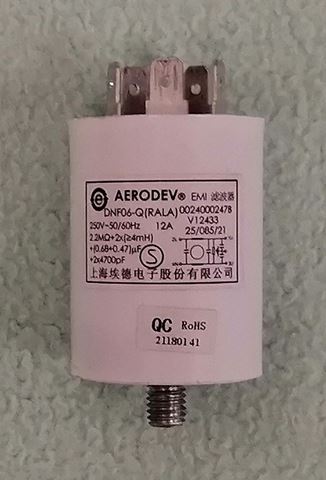 AERODEV® EMI 滤波器
DNF06-Q(RALA) 0024000247B
V12433
250V~50/60Hz 12A 25/085/21
2.2MΩ+2x(≥4mH)
+(0.68+0.47)μF
+2x4700pF
上海埃德电子股份有限公司
QC RoHS
21180141